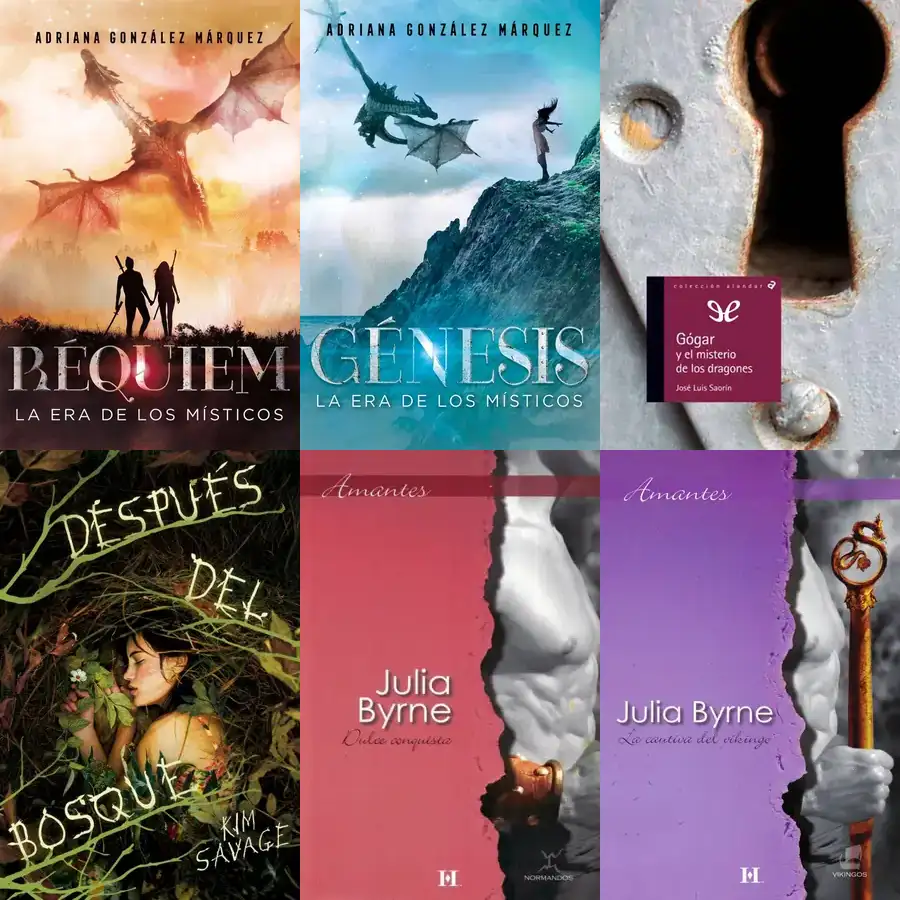 ADRIANA GONZÁLEZ MÁRQUEZ
RÉQUIEM
LA ERA DE LOS MÍSTICOS
ADRIANA GONZÁLEZ MÁRQUEZ
GÉNESIS
LA ERA DE LOS MÍSTICOS
colección alandar a
Gógar
y el misterio
de los dragones
José Luis Saorín
DESPUÉS
DEL
BOSQUE
KIM
SAVAGE
Amantes
Julia
Byrne
Dulce conquista
H
NORMANDOS
Amantes
Julia Byrne
La cautiva del vikingo
H
VIKINGOS